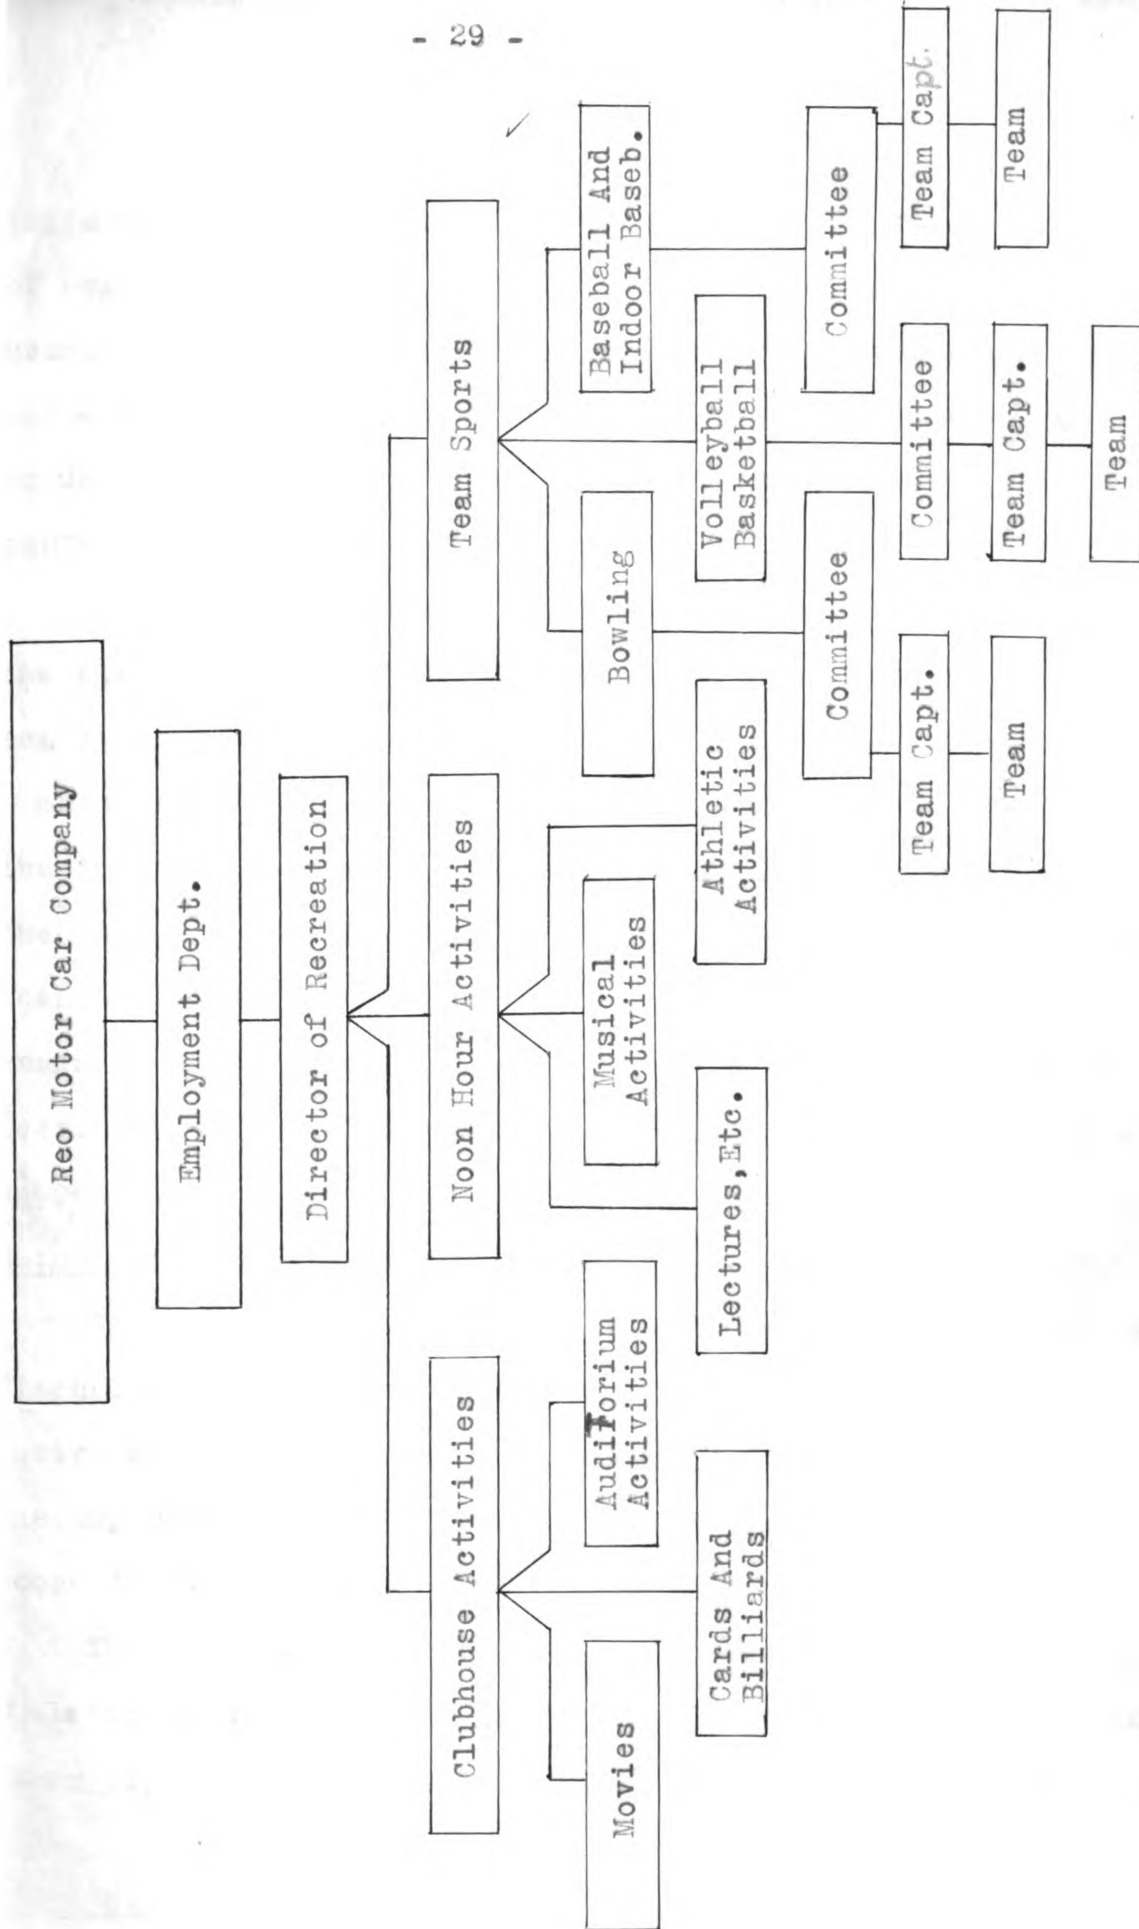 - 29 -
Reo Motor Car Company
Employment Dept.
Director of Recreation
Clubhouse Activities
Noon Hour Activities
Team Sports
Movies
Auditorium
Activities
Musical
Activities
Bowling
Baseball And
Indoor Baseb.
Cards And
Billiards
Lectures,Etc.
Athletic
Activities
Volleyball
Basketball
Committee
Committee
Team Capt.
Committee
Team Capt.
Team
Team Capt.
Team
Team